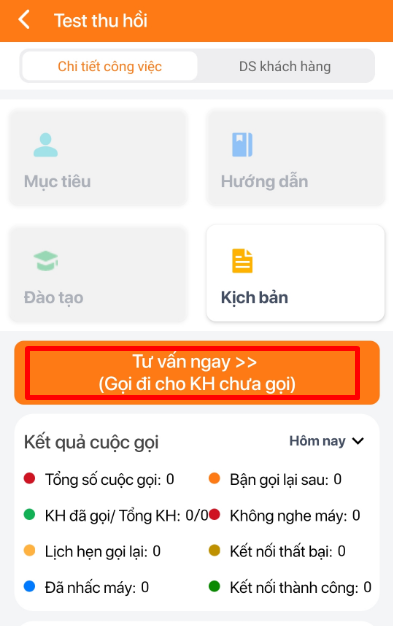 Test thu hồi
Chi tiết công việc DS khách hàng
Mục tiêu Hướng dẫn
Đào tạo Kịch bản
Tư vấn ngay >>
(Gọi đi cho KH chưa gọi)
Kết quả cuộc gọi Hôm nay
Tổng số cuộc gọi: 0 Bận gọi lại sau: 0
KH đã gọi/ Tổng KH: 0/0 Không nghe máy: 0
Lịch hẹn gọi lại: 0 Kết nối thất bại: 0
Đã nhấc máy: 0 Kết nối thành công: 0